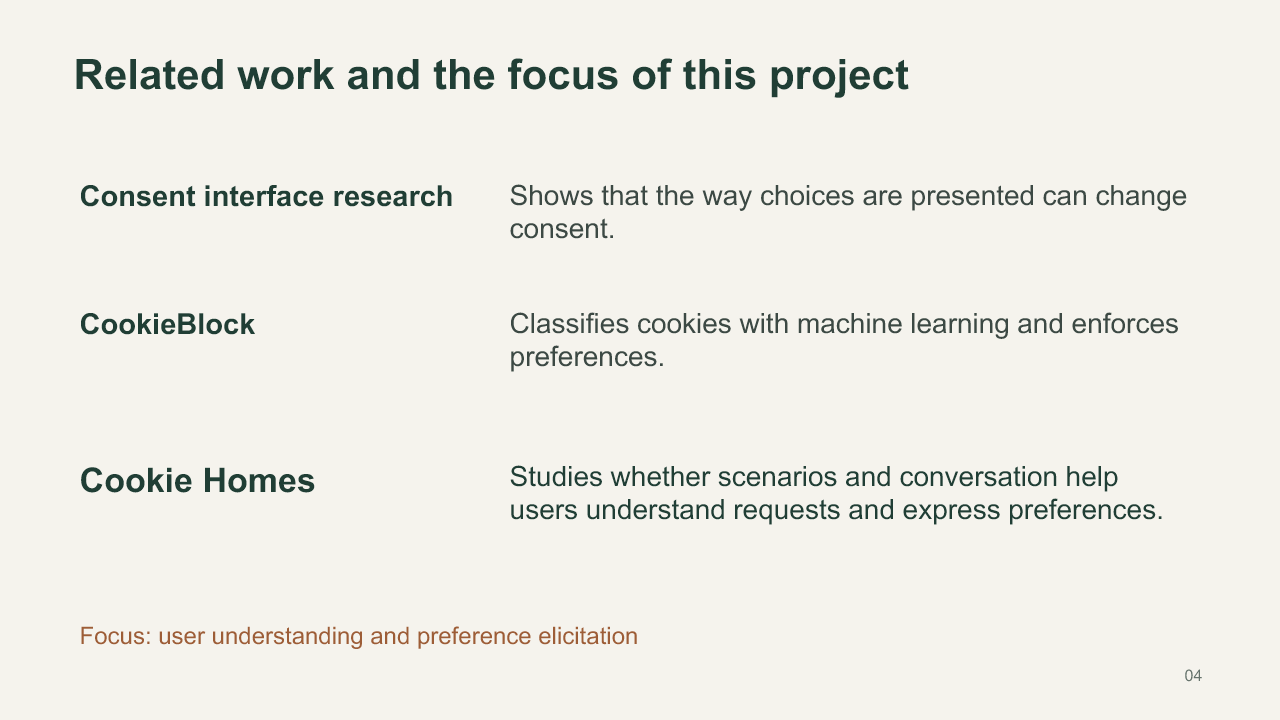 Related work and the focus of this project
Consent interface research
Shows that the way choices are presented can change
consent.
CookieBlock
Classifies cookies with machine learning and enforces
preferences.
Cookie Homes
Studies whether scenarios and conversation help
users understand requests and express preferences.
Focus: user understanding and preference elicitation
04